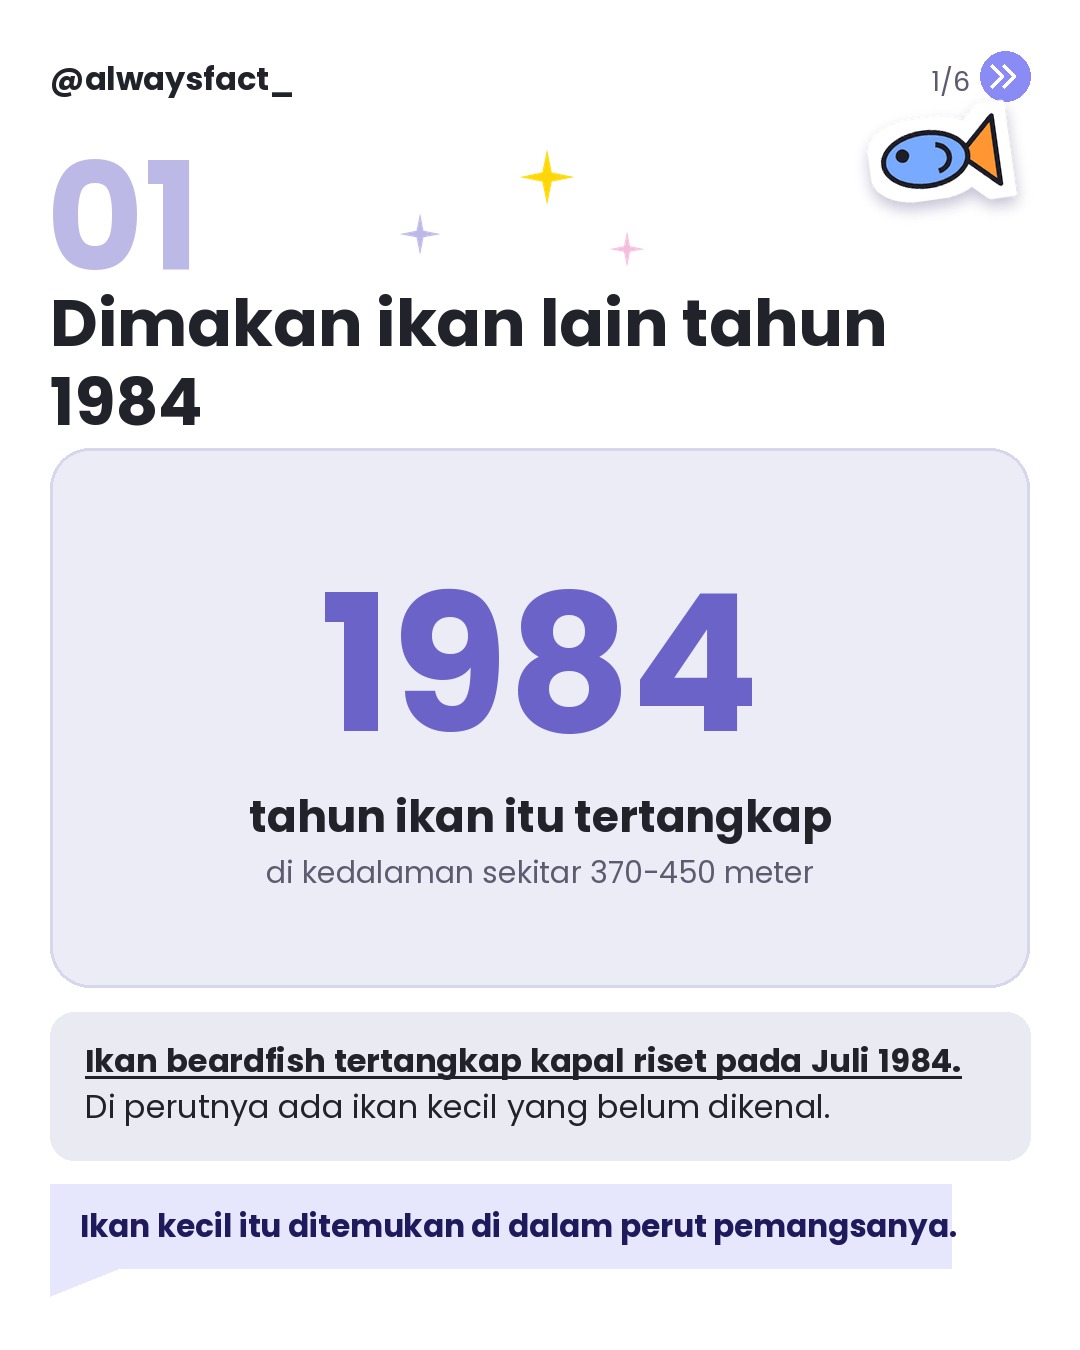 @alwaysfact_
1/6
01
Dimakan ikan lain tahun
1984
1984
tahun ikan itu tertangkap
di kedalaman sekitar 370-450 meter
Ikan beardfish tertangkap kapal riset pada Juli 1984.
Di perutnya ada ikan kecil yang belum dikenal.
Ikan kecil itu ditemukan di dalam perut pemangsanya.